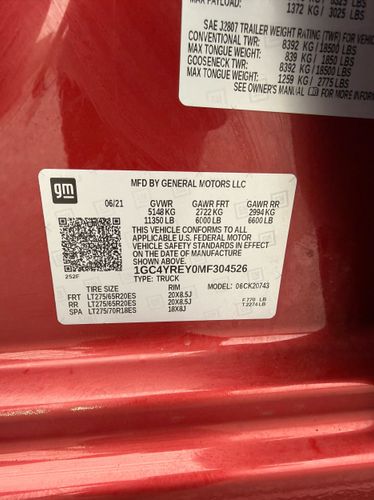 MAX PAYLOAD:
1372 KG / 3025 LBS
SAE J2807 TRAILER WEIGHT RATING (TWR) FOR VEHIC
CONVENTIONAL TWR: 8392 KG / 18500 LBS
MAX TONGUE WEIGHT: 839 KG / 1850 LBS
GOOSENECK TWR: 8392 KG / 18500 LBS
MAX TONGUE WEIGHT: 1259 KG / 2775 LBS
SEE OWNER'S MANUAL FOR MORE INFORMATION
gm
MFD BY GENERAL MOTORS LLC
06/21 GVWR GAWR FRT GAWR RR
5148 KG 2722 KG 2994 KG
11350 LB 6000 LB 6600 LB
THIS VEHICLE CONFORMS TO ALL
APPLICABLE U.S. FEDERAL MOTOR
VEHICLE SAFETY STANDARDS IN EFFECT
ON THE DATE OF MANUFACTURE
SHOWN ABOVE.
1GC4YREY0MF304526
TYPE: TRUCK
252F
TIRE SIZE RIM MODEL: 06CK20743
FRT LT275/65R20ES 20X8.5J
RR LT275/65R20ES 20X8.5J
SPA LT275/70R18ES 18X8J
T2274 LB